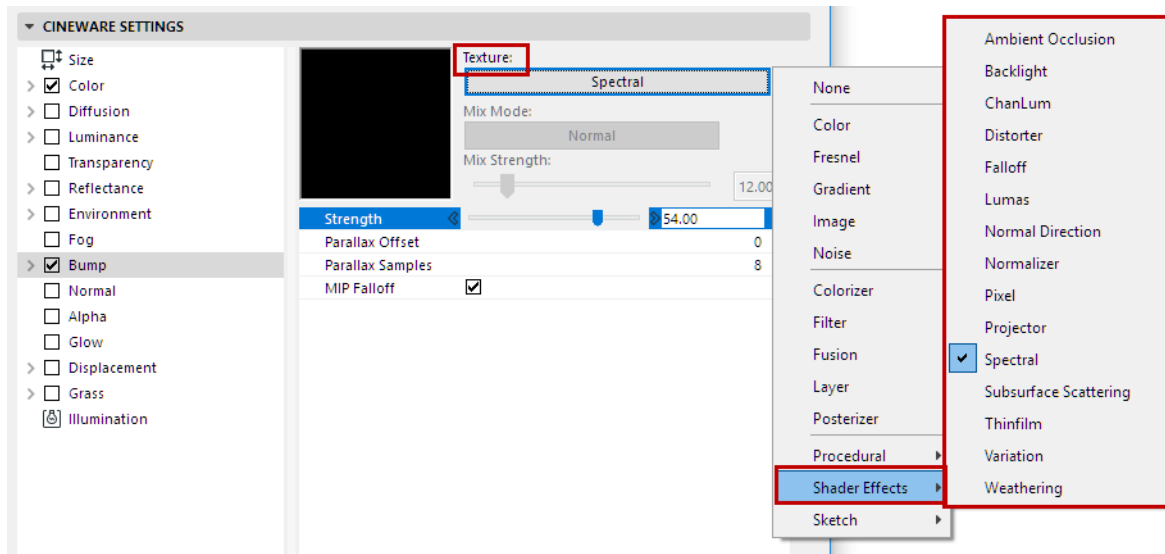 CINEWARE SETTINGS
Size
Color
Diffusion
Luminance
Transparency
Reflectance
Environment
Fog
Bump
Normal
Alpha
Glow
Displacement
Grass
Illumination
Texture:
Spectral
Mix Mode:
Normal
Mix Strength:
12.00
Strength 54.00
Parallax Offset 0
Parallax Samples 8
MIP Falloff
None
Color
Fresnel
Gradient
Image
Noise
Colorizer
Filter
Fusion
Layer
Posterizer
Procedural
Shader Effects
Sketch
Ambient Occlusion
Backlight
ChanLum
Distorter
Falloff
Lumas
Normal Direction
Normalizer
Pixel
Projector
Spectral
Subsurface Scattering
Thinfilm
Variation
Weathering